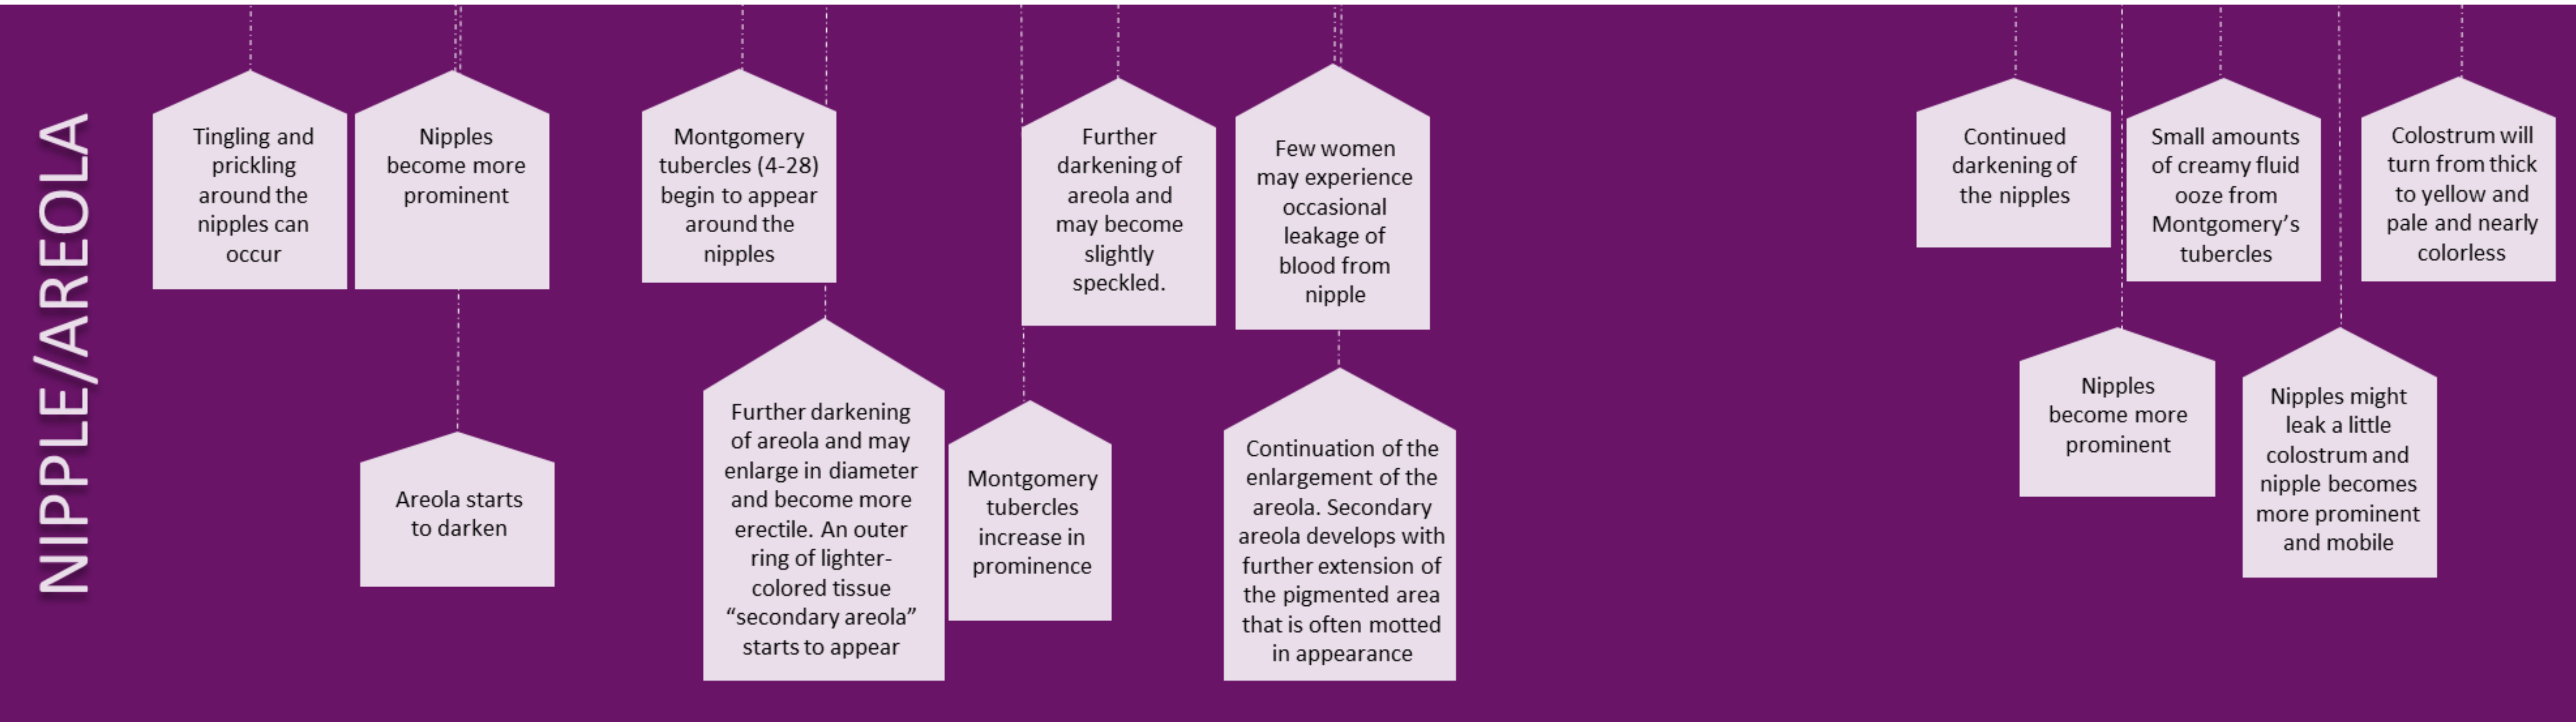 NIPPLE/AREOLA
Tingling and
prickling
around the
nipples can
occur
Nipples
become more
prominent
Areola starts
to darken
Montgomery
tubercles (4-28)
begin to appear
around the
nipples
Further darkening
of areola and may
enlarge in diameter
and become more
erectile. An outer
ring of lighter-
colored tissue
“secondary areola”
starts to appear
Montgomery
tubercles
increase in
prominence
Further
darkening of
areola and
may become
slightly
speckled.
Few women
may experience
occasional
leakage of
blood from
nipple
Continuation of the
enlargement of the
areola. Secondary
areola develops with
further extension of
the pigmented area
that is often motted
in appearance
Continued
darkening of
the nipples
Nipples
become more
prominent
Small amounts
of creamy fluid
ooze from
Montgomery’s
tubercles
Nipples might
leak a little
colostrum and
nipple becomes
more prominent
and mobile
Colostrum will
turn from thick
to yellow and
pale and nearly
colorless